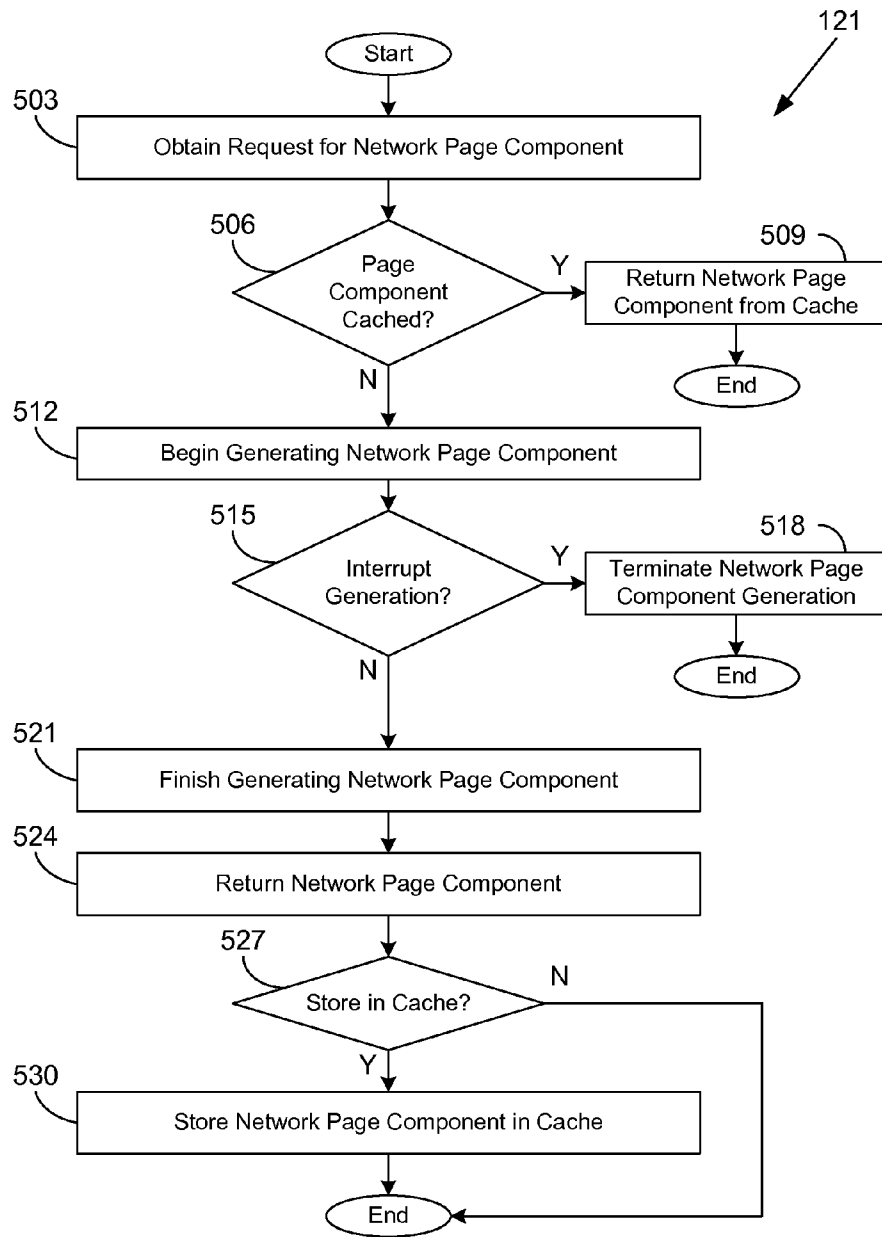 121
Start
503
Obtain Request for Network Page Component
506
Page
Component
Cached?
Y
509
Return Network Page
Component from Cache
End
N
512
Begin Generating Network Page Component
515
Interrupt
Generation?
Y
518
Terminate Network Page
Component Generation
End
N
521
Finish Generating Network Page Component
524
Return Network Page Component
527
Store in Cache?
N
Y
530
Store Network Page Component in Cache
End